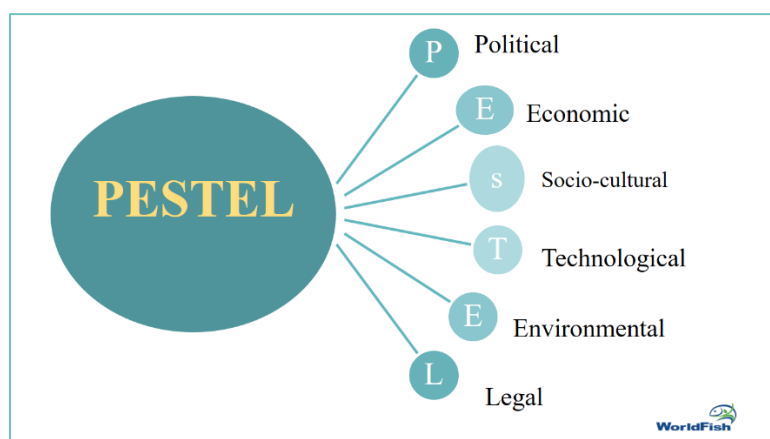 PESTEL
P Political
E Economic
s Socio-cultural
T Technological
E Environmental
L Legal
WorldFish